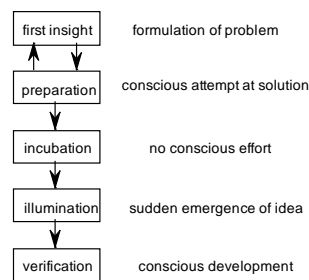 first insight formulation of problem
preparation conscious attempt at solution
incubation no conscious effort
illumination sudden emergence of idea
verification conscious development